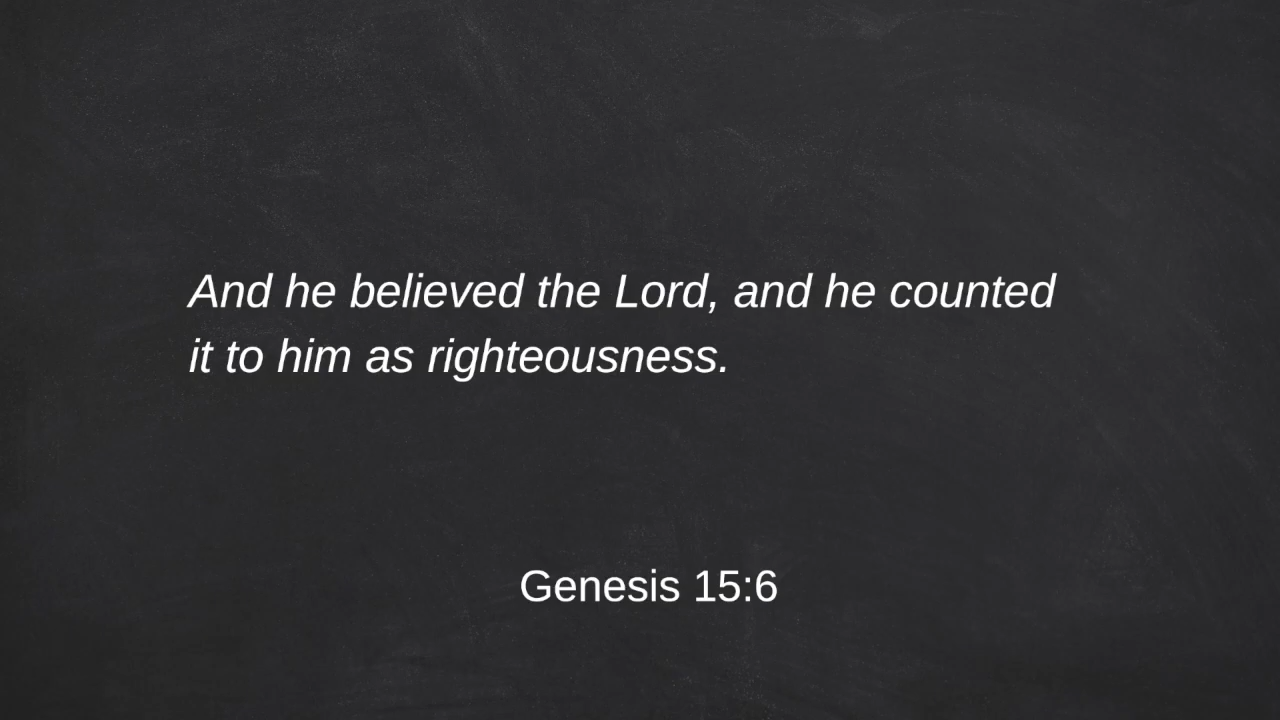 And he believed the Lord, and he counted
it to him as righteousness.
Genesis 15:6